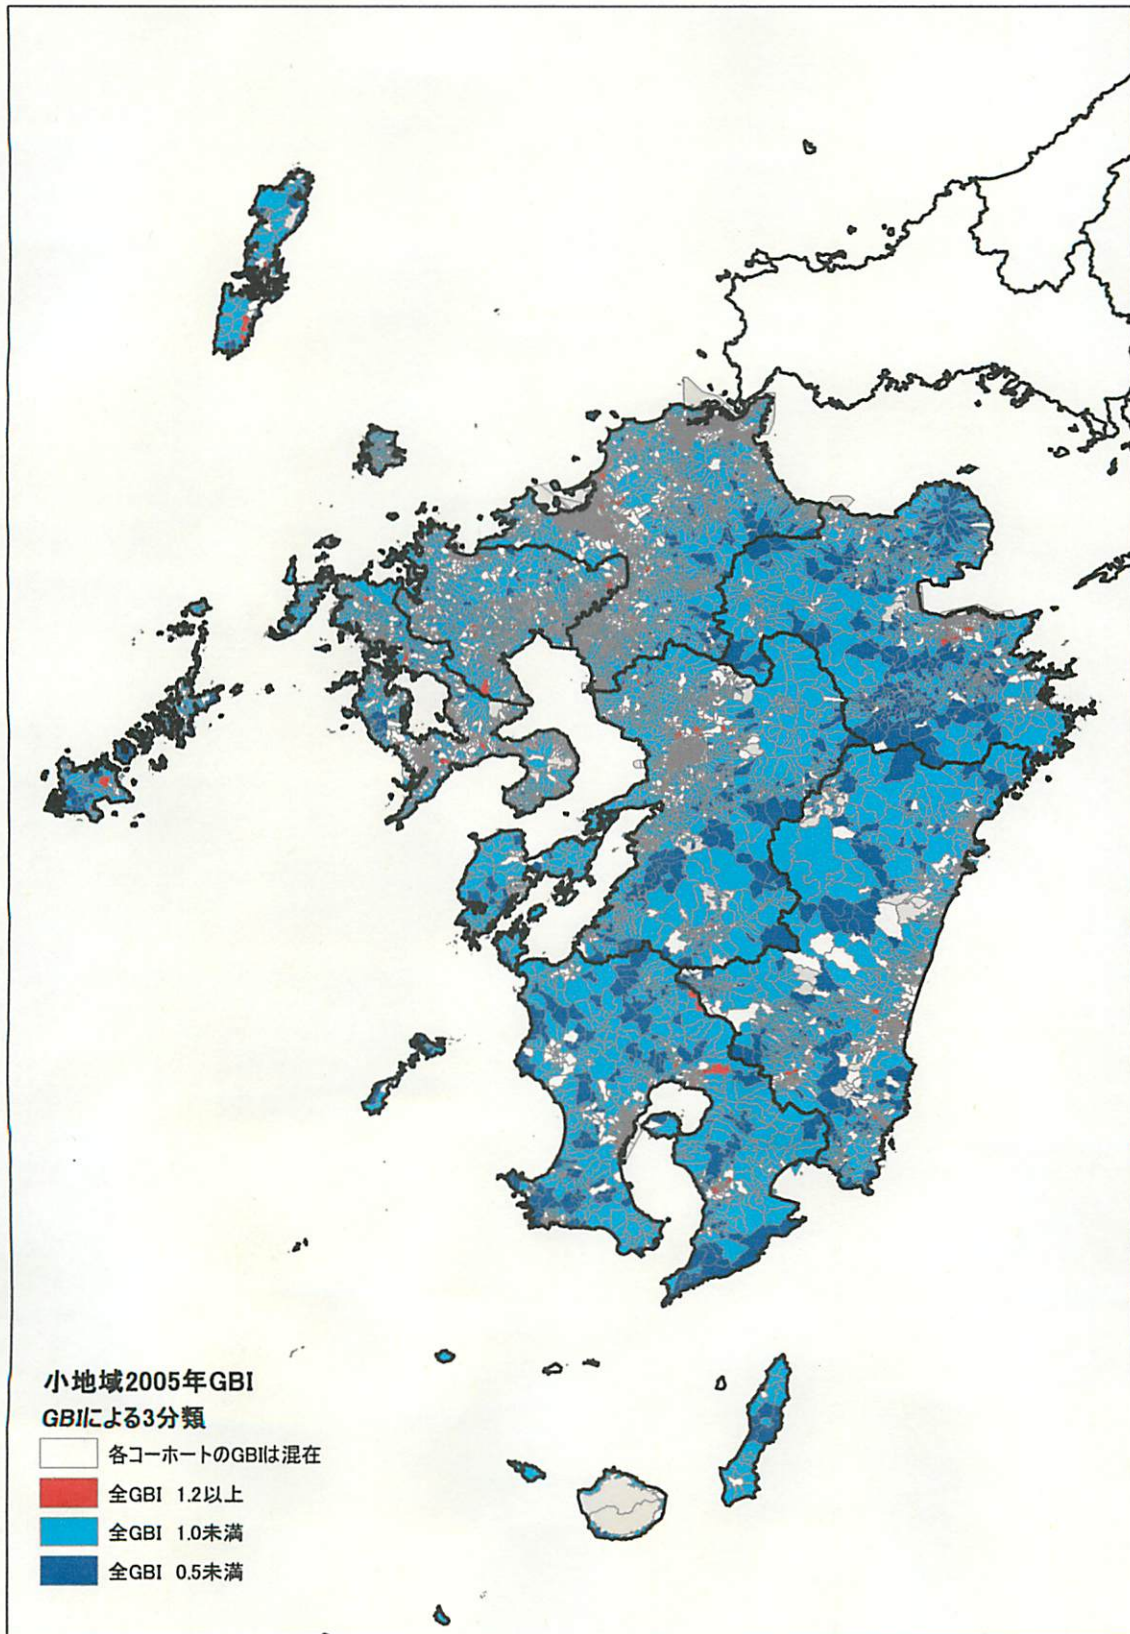 小地域2005年GBI
GBIによる3分類
各コーホートのGBIは混在
全GBI 1.2以上
全GBI 1.0未満
全GBI 0.5未満